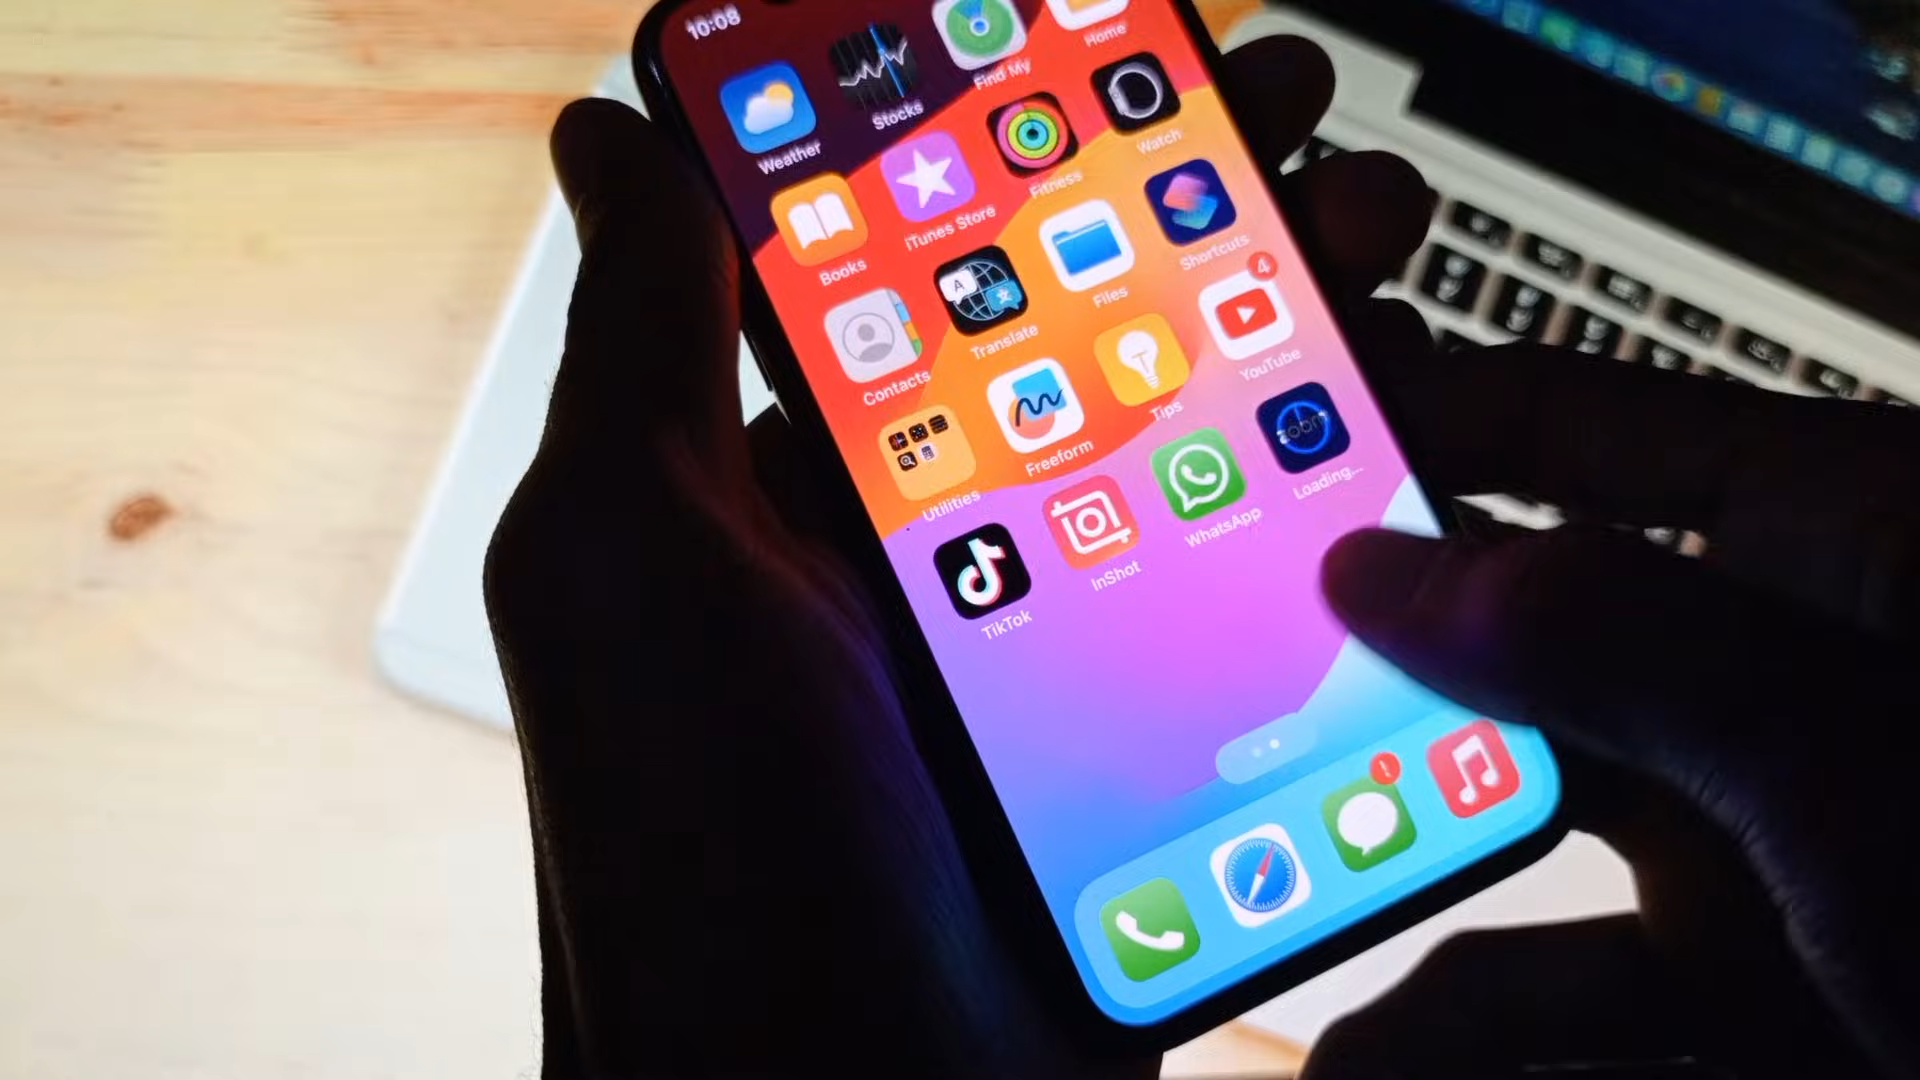 10:08
Weather
Stocks
Find My
Home
Books
iTunes Store
Fitness
Watch
Contacts
Translate
Files
Shortcuts
4
Utilities
Freeform
Tips
YouTube
TikTok
InShot
WhatsApp
zoom
Loading...
1